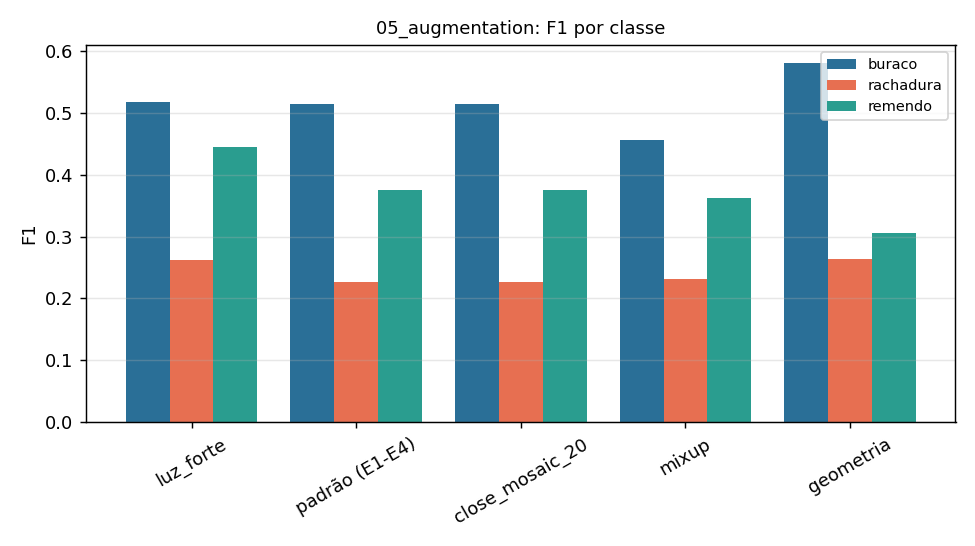 05_augmentation: F1 por classe
buraco
rachadura
remendo
F1
0.6
0.5
0.4
0.3
0.2
0.1
0.0
luz_forte
padrão (E1-E4)
close_mosaic_20
mixup
geometria